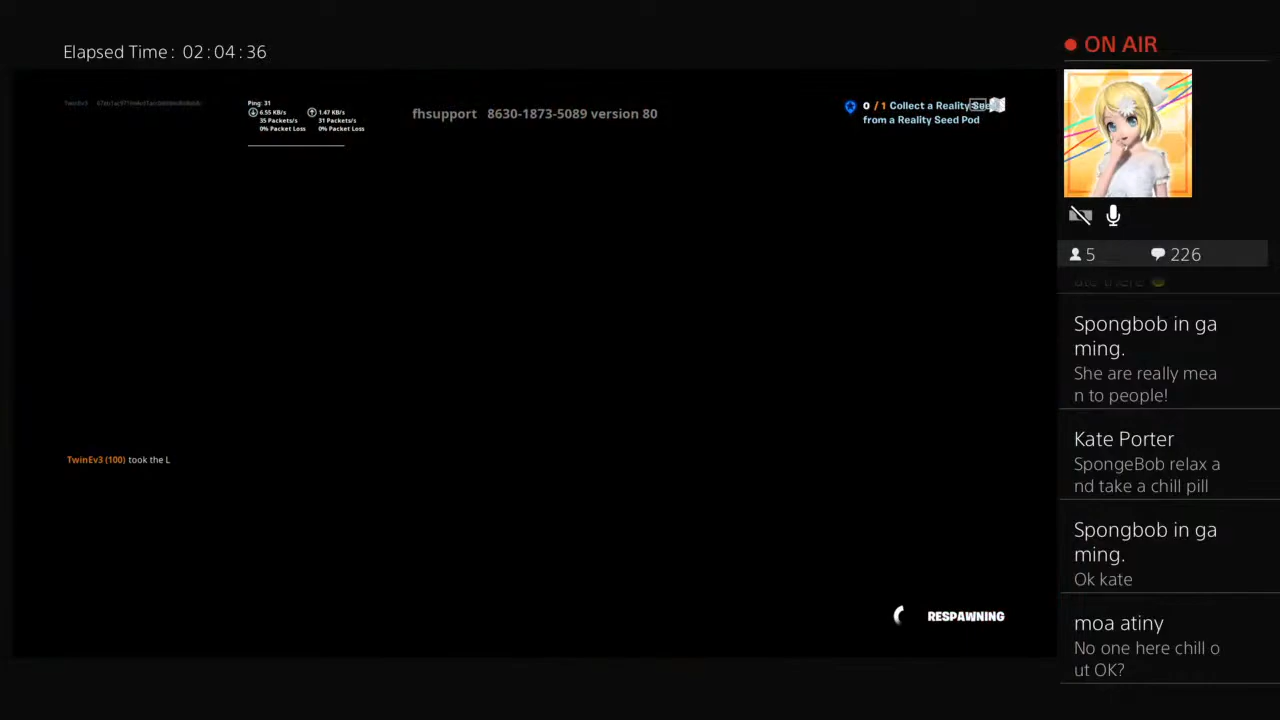 Elapsed Time: 02:04:36
ON AIR
TwinEv3
Ping: 31
6.55 KB/s 1.47 KB/s
35 Packets/s 31 Packets/s
0% Packet Loss 0% Packet Loss
fhsupport 8630-1873-5089 version 80
0 / 1 Collect a Reality Seed
from a Reality Seed Pod
5 226
Spongbob in ga
ming.
She are really mea
n to people!
Kate Porter
SpongeBob relax a
nd take a chill pill
Spongbob in ga
ming.
Ok kate
moa atiny
No one here chill o
ut OK?
TwinEv3 (100) took the L
RESPAWNING